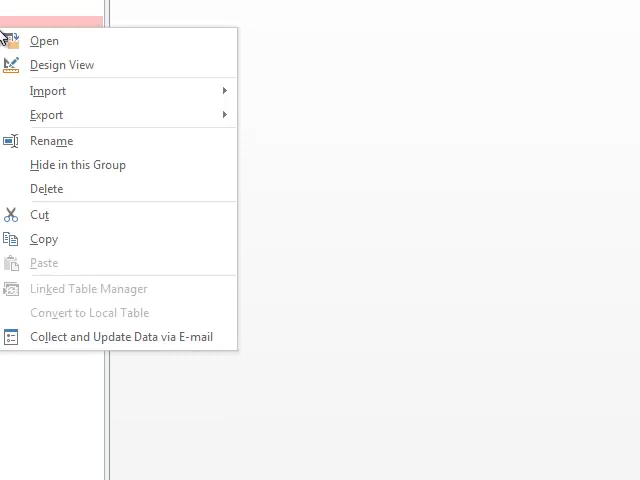 Open
Design View
Import
Export
Rename
Hide in this Group
Delete
Cut
Copy
Paste
Linked Table Manager
Convert to Local Table
Collect and Update Data via E-mail